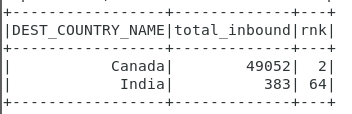 +-----------------+-------------+---+
|DEST_COUNTRY_NAME|total_inbound|rnk|
+-----------------+-------------+---+
|           Canada|        49052|  2|
|            India|          383| 64|
+-----------------+-------------+---+